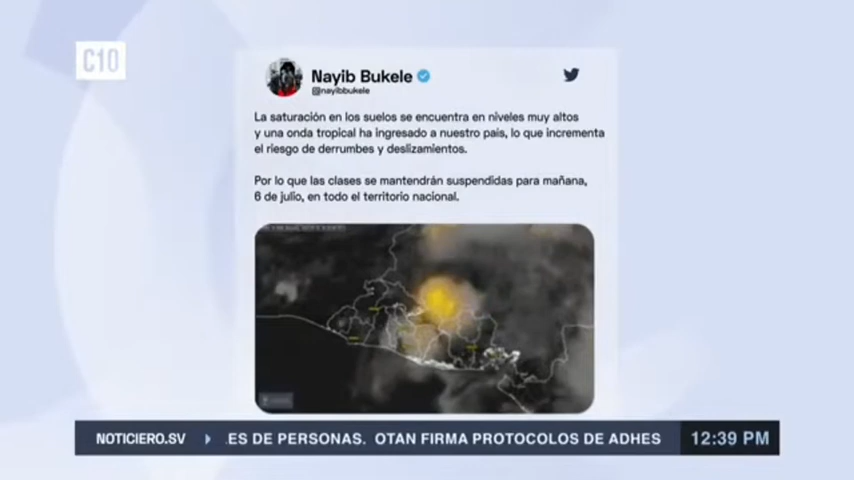 C10
Nayib Bukele
@nayibbukele
La saturación en los suelos se encuentra en niveles muy altos
y una onda tropical ha ingresado a nuestro país, lo que incrementa
el riesgo de derrumbes y deslizamientos.
Por lo que las clases se mantendrán suspendidas para mañana,
6 de julio, en todo el territorio nacional.
NOTICIERO.SV .ES DE PERSONAS. OTAN FIRMA PROTOCOLOS DE ADHES 12:39 PM